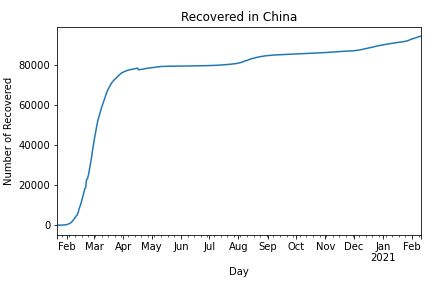 Recovered in China
Number of Recovered
80000
60000
40000
20000
0
Feb Mar Apr May Jun Jul Aug Sep Oct Nov Dec Jan Feb
2021
Day